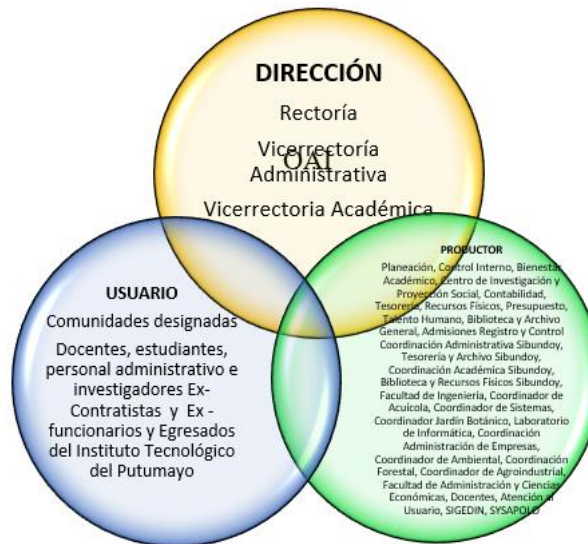 DIRECCIÓN
Rectoría
Vicerrectoría
OAI
Administrativa
Vicerrectoria Académica
USUARIO
Comunidades designadas
Docentes, estudiantes,
personal administrativo e
investigadores Ex-
Contratistas y Ex -
funcionarios y Egresados
del Instituto Tecnológico
del Putumayo
PRODUCTOR
Planeación, Control Interno, Bienestar
Académico, Centro de Investigación y
Proyección Social, Contabilidad,
Tesorería, Recursos Físicos, Presupuesto,
Talento Humano, Biblioteca y Archivo
General, Admisiones Registro y Control
Coordinación Administrativa Sibundoy,
Tesorería y Archivo Sibundoy,
Coordinación Académica Sibundoy,
Biblioteca y Recursos Físicos Sibundoy,
Facultad de Ingeniería, Coordinador de
Acuicola, Coordinador de Sistemas,
Coordinador Jardín Botánico, Laboratorio
de Informática, Coordinación
Administración de Empresas,
Coordinador de Ambiental, Coordinación
Forestal, Coordinador de Agroindustrial,
Facultad de Administración y Ciencias
Económicas, Docentes, Atención al
Usuario, SIGEDIN, SYSAPOLO